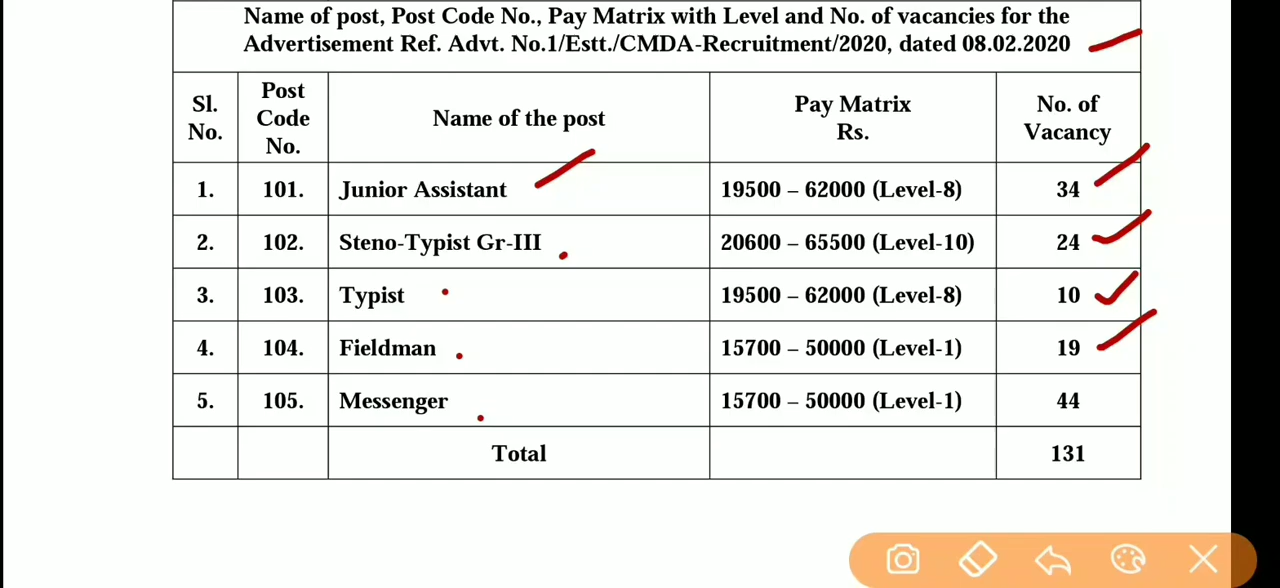 Name of post, Post Code No., Pay Matrix with Level and No. of vacancies for the
Advertisement Ref. Advt. No.1/Estt./CMDA-Recruitment/2020, dated 08.02.2020
Sl. No. Post Code No. Name of the post Pay Matrix Rs. No. of Vacancy
1. 101. Junior Assistant 19500 – 62000 (Level-8) 34
2. 102. Steno-Typist Gr-III 20600 – 65500 (Level-10) 24
3. 103. Typist 19500 – 62000 (Level-8) 10
4. 104. Fieldman 15700 – 50000 (Level-1) 19
5. 105. Messenger 15700 – 50000 (Level-1) 44
Total 131